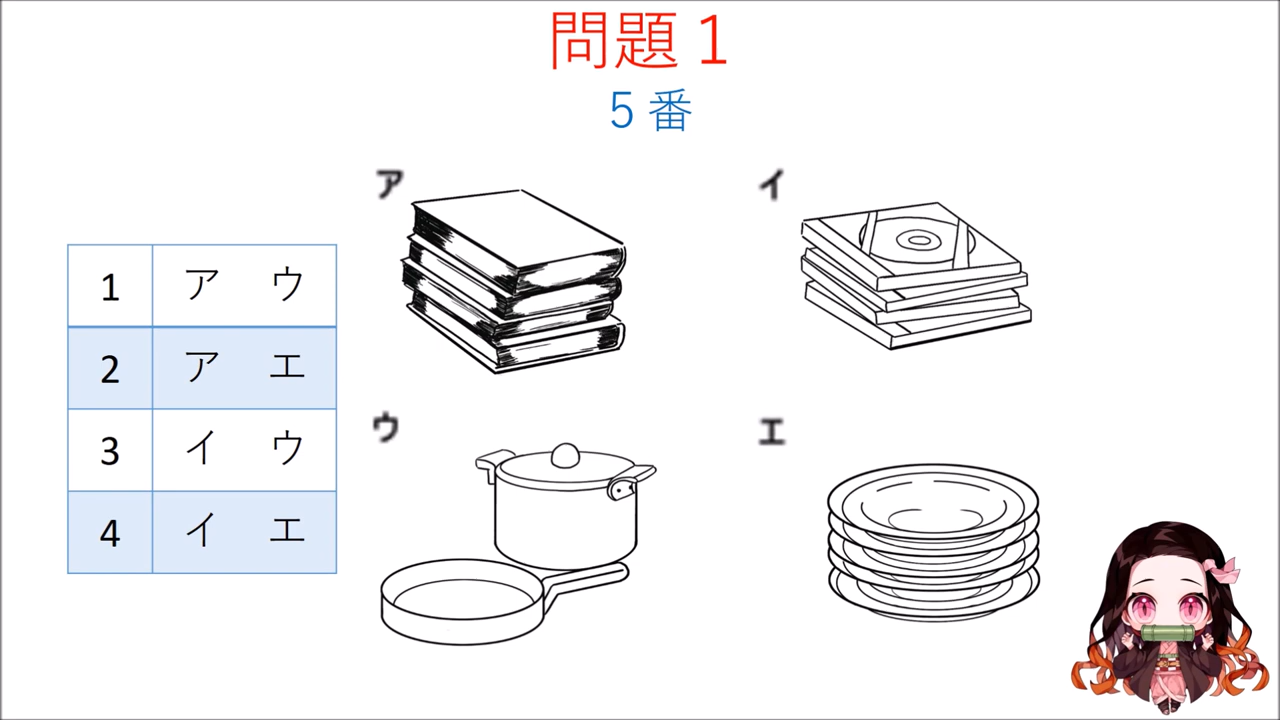 問題1
5番
ア
イ
1 ア ウ
2 ア エ
3 イ ウ
4 イ エ
ウ
エ